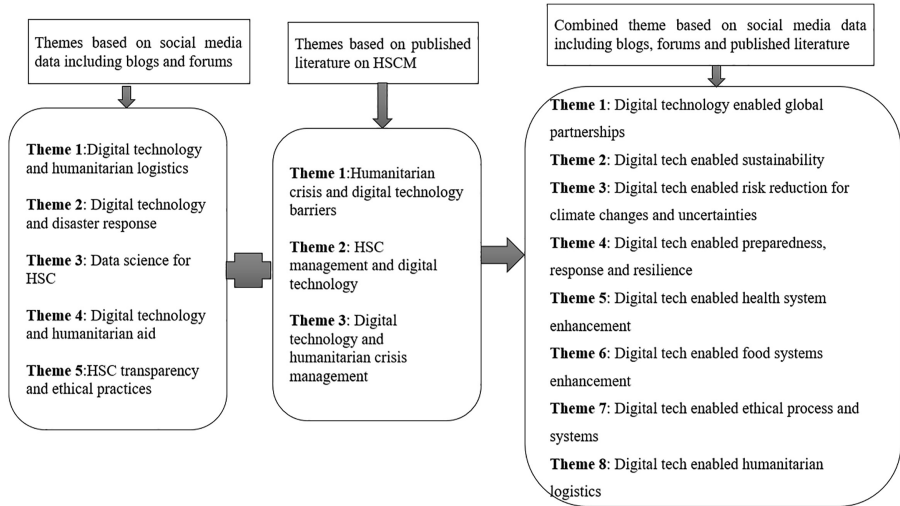 Themes based on social media
data including blogs and forums
Theme 1:Digital technology
and humanitarian logistics
Theme 2: Digital technology
and disaster response
Theme 3: Data science for
HSC
Theme 4: Digital technology
and humanitarian aid
Theme 5:HSC transparency
and ethical practices
Themes based on published
literature on HSCM
Theme 1:Humanitarian
crisis and digital technology
barriers
Theme 2: HSC
management and digital
technology
Theme 3: Digital
technology and
humanitarian crisis
management
Combined theme based on social media data
including blogs, forums and published literature
Theme 1: Digital technology enabled global
partnerships
Theme 2: Digital tech enabled sustainability
Theme 3: Digital tech enabled risk reduction for
climate changes and uncertainties
Theme 4: Digital tech enabled preparedness,
response and resilience
Theme 5: Digital tech enabled health system
enhancement
Theme 6: Digital tech enabled food systems
enhancement
Theme 7: Digital tech enabled ethical process and
systems
Theme 8: Digital tech enabled humanitarian
logistics